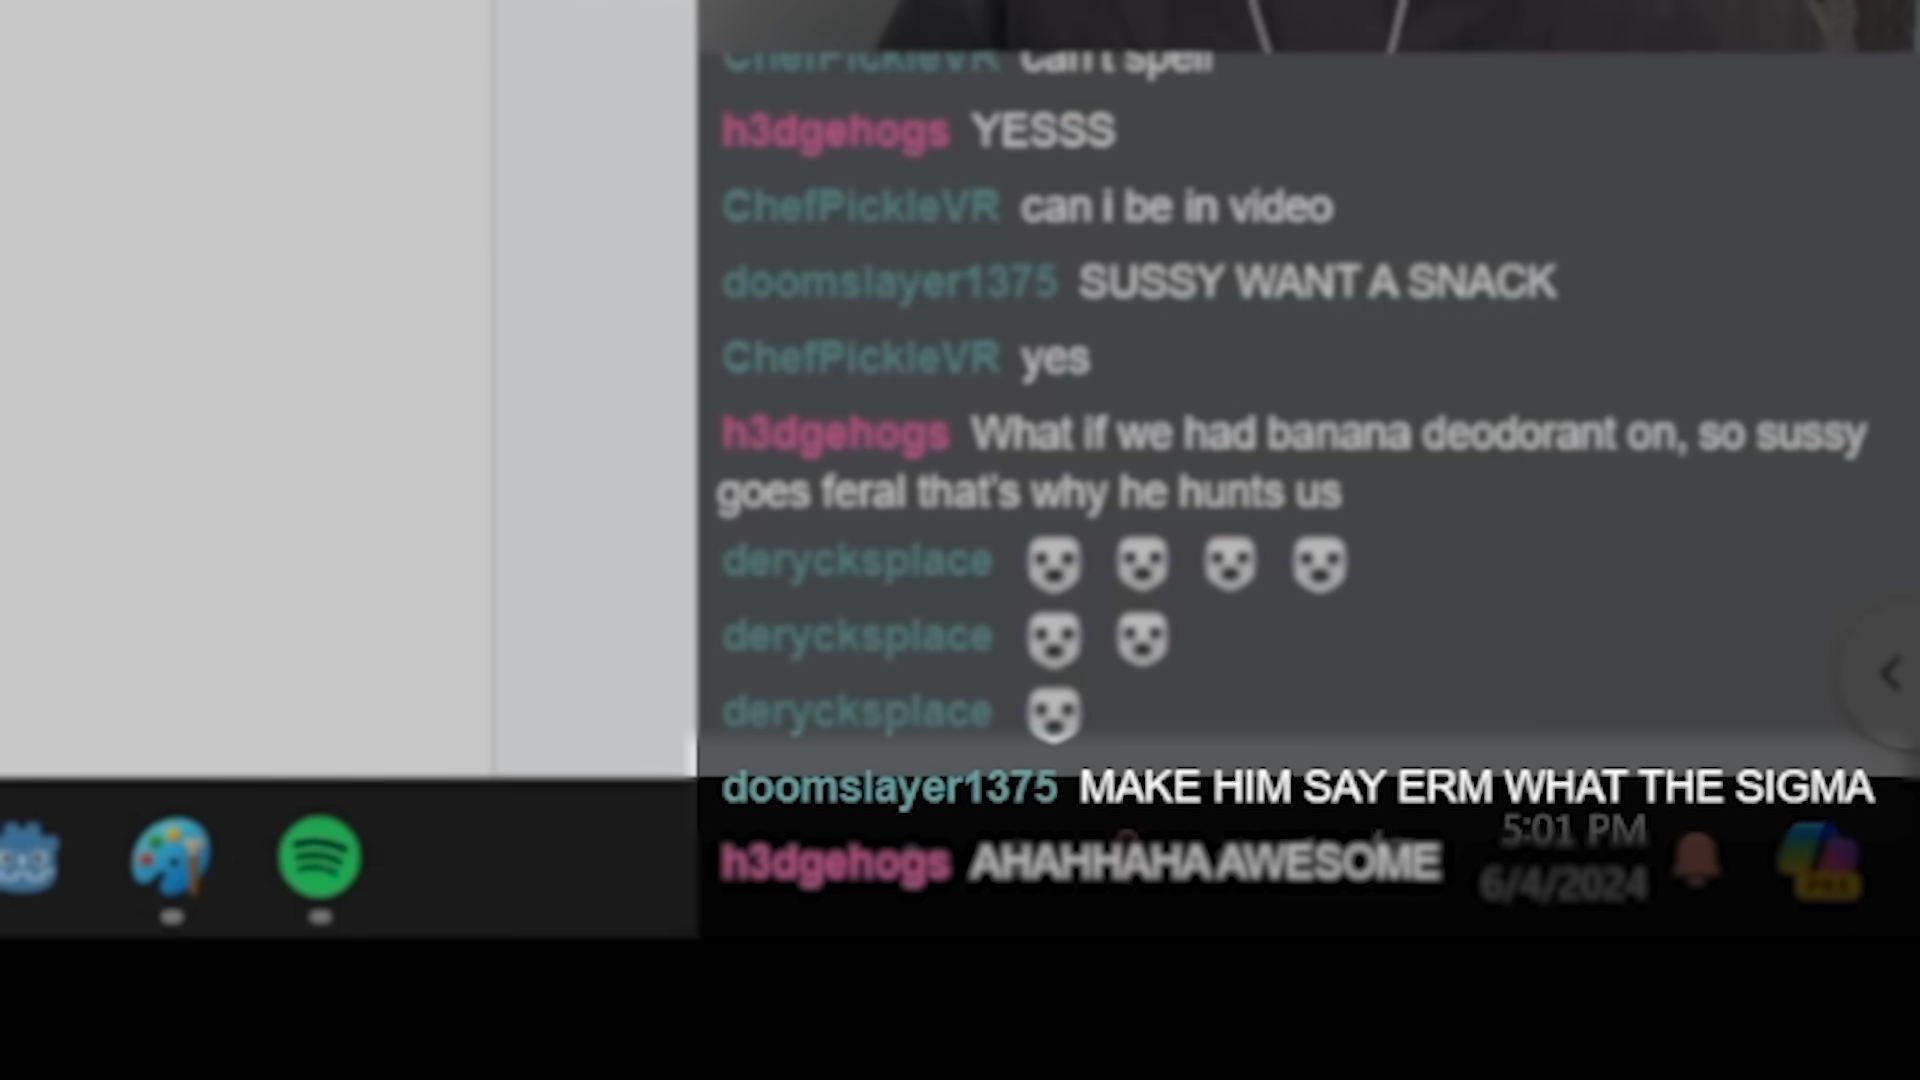 ChefPickleVR can't spell
h3dgehogs YESSS
ChefPickleVR can i be in video
doomslayer1375 SUSSY WANT A SNACK
ChefPickleVR yes
h3dgehogs What if we had banana deodorant on, so sussy
goes feral that's why he hunts us
derycksplace
derycksplace
derycksplace
doomslayer1375 MAKE HIM SAY ERM WHAT THE SIGMA
h3dgehogs AHAHHAHA AWESOME
5:01 PM
6/4/2024
PRE